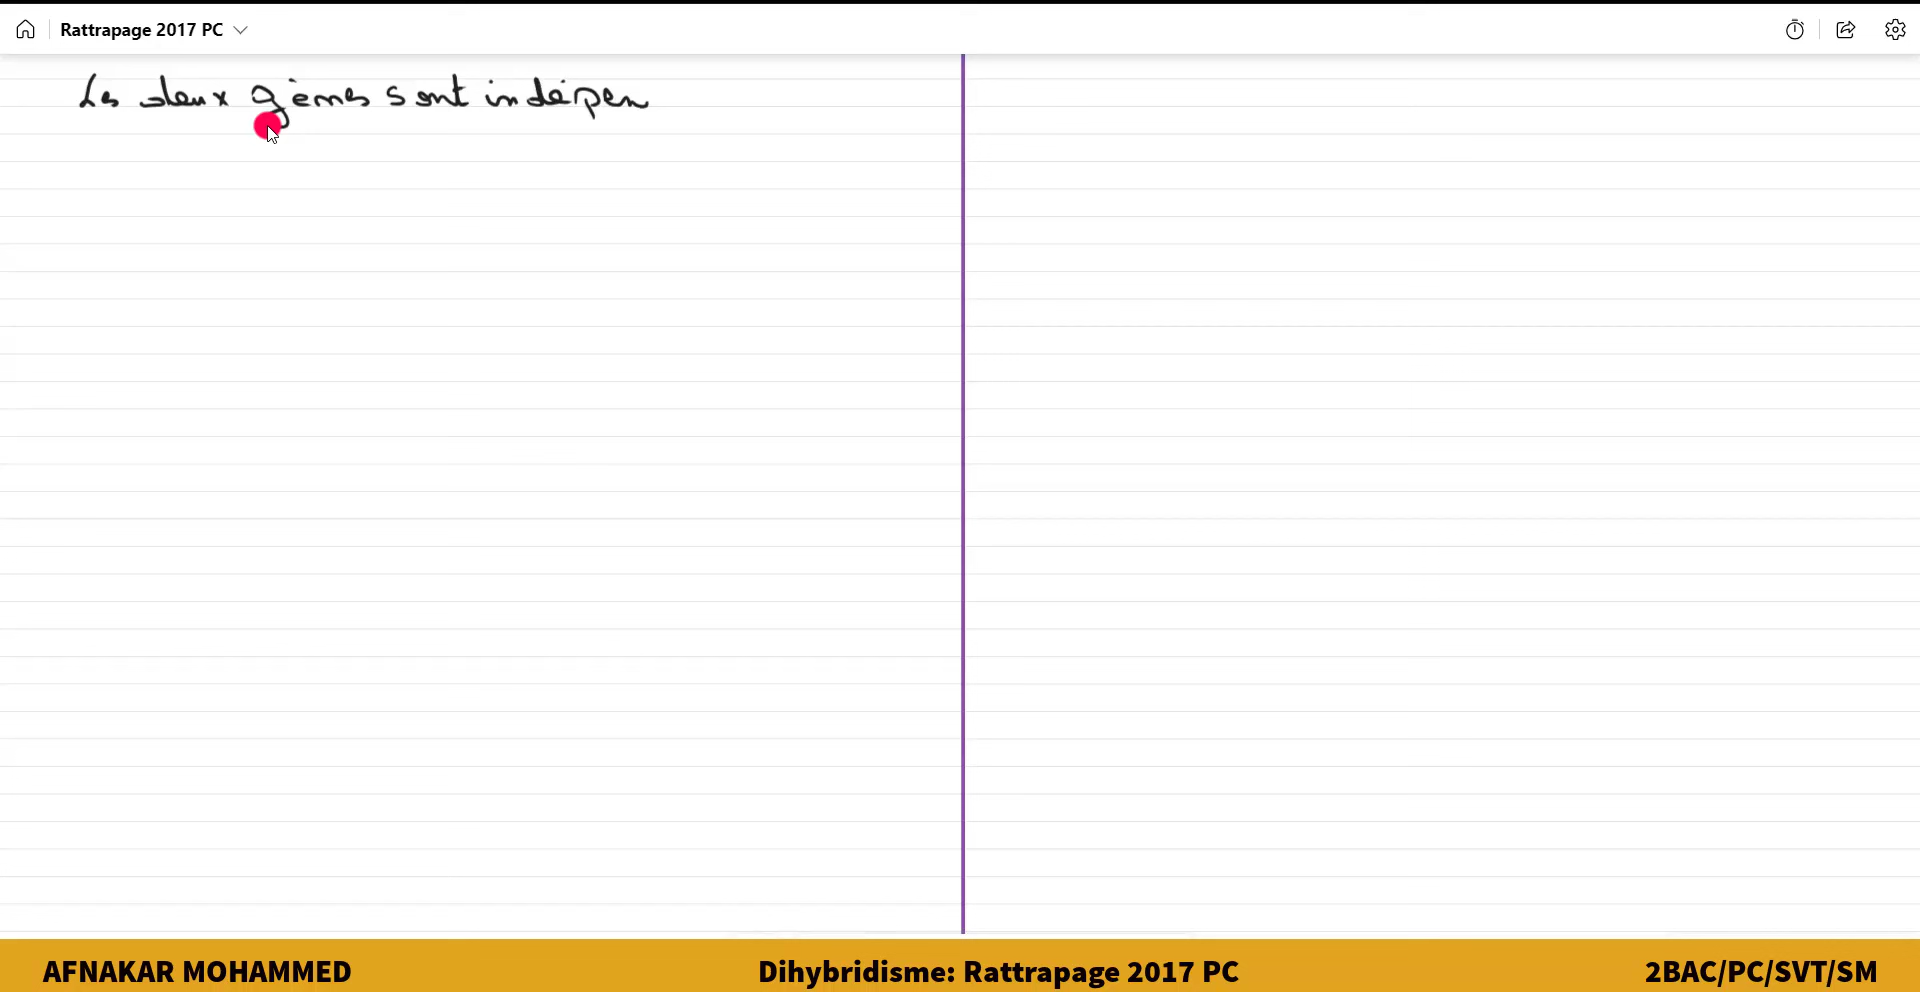 Rattrapage 2017 PC
Les deux gènes sont indépen
AFNAKAR MOHAMMED
Dihybridisme: Rattrapage 2017 PC
2BAC/PC/SVT/SM